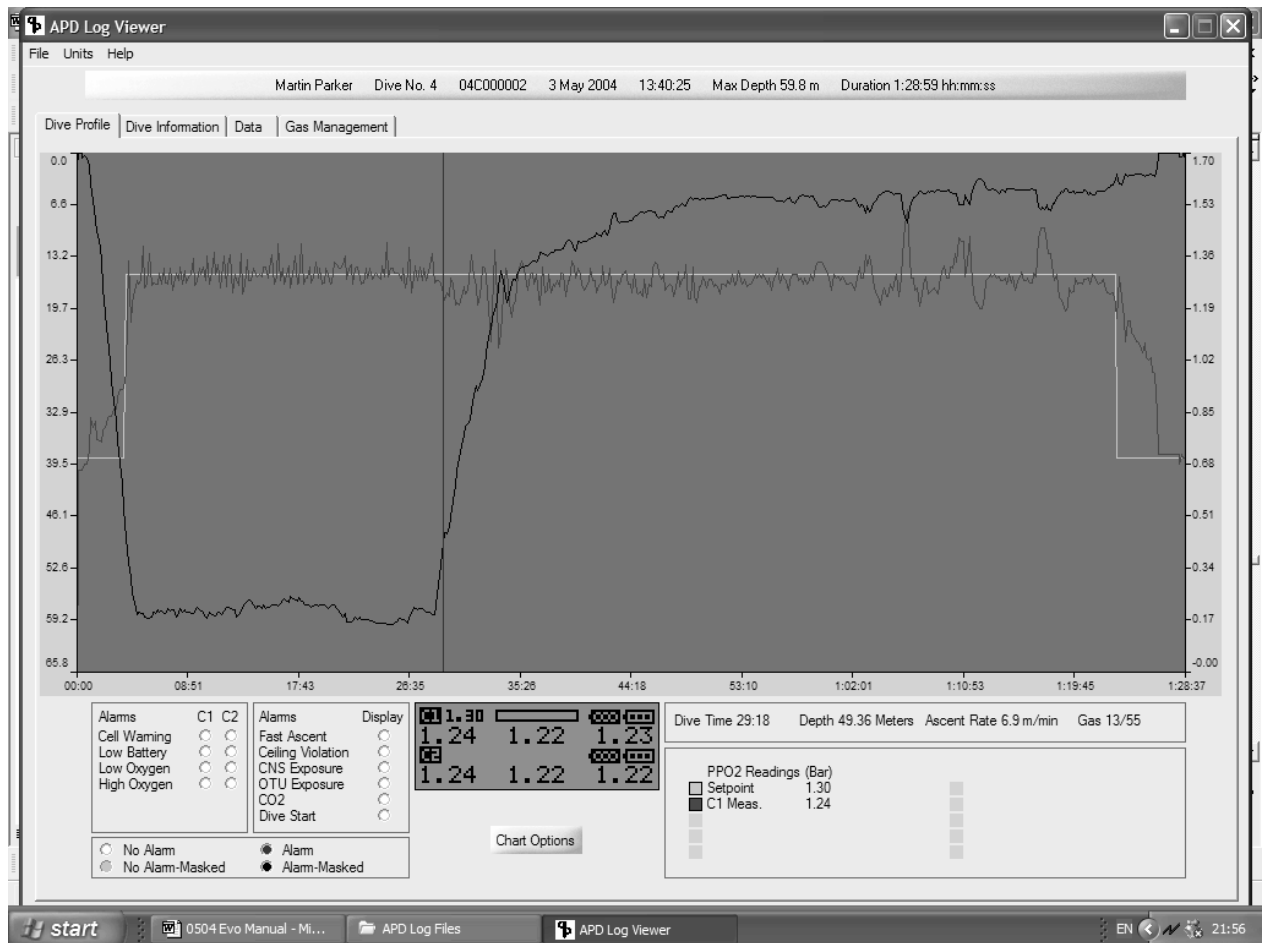 APD Log Viewer
File Units Help
Martin Parker Dive No. 4 04C000002 3 May 2004 13:40:25 Max Depth 59.8 m Duration 1:28:59 hh:mm:ss
Dive Profile Dive Information Data Gas Management
0.0 1.70
6.6 1.53
13.2 1.36
19.7 1.19
26.3 1.02
32.9 0.85
39.5 0.68
46.1 0.51
52.6 0.34
59.2 0.17
65.8 0.00
00:00 08:51 17:43 26:35 35:26 44:18 53:10 1:02:01 1:10:53 1:19:45 1:28:37
Alarms C1 C2
Cell Warning
Low Battery
Low Oxygen
High Oxygen
Alarms Display
Fast Ascent
Ceiling Violation
CNS Exposure
OTU Exposure
CO2
Dive Start
No Alarm Alarm
No Alarm-Masked Alarm-Masked
C1 1.30
1.24 1.22 1.23
C2
1.24 1.22 1.22
Chart Options
Dive Time 29:18 Depth 49.36 Meters Ascent Rate 6.9 m/min Gas 13/55
PPO2 Readings (Bar)
Setpoint 1.30
C1 Meas. 1.24
start 0504 Evo Manual - Mi... APD Log Files APD Log Viewer EN 21:56